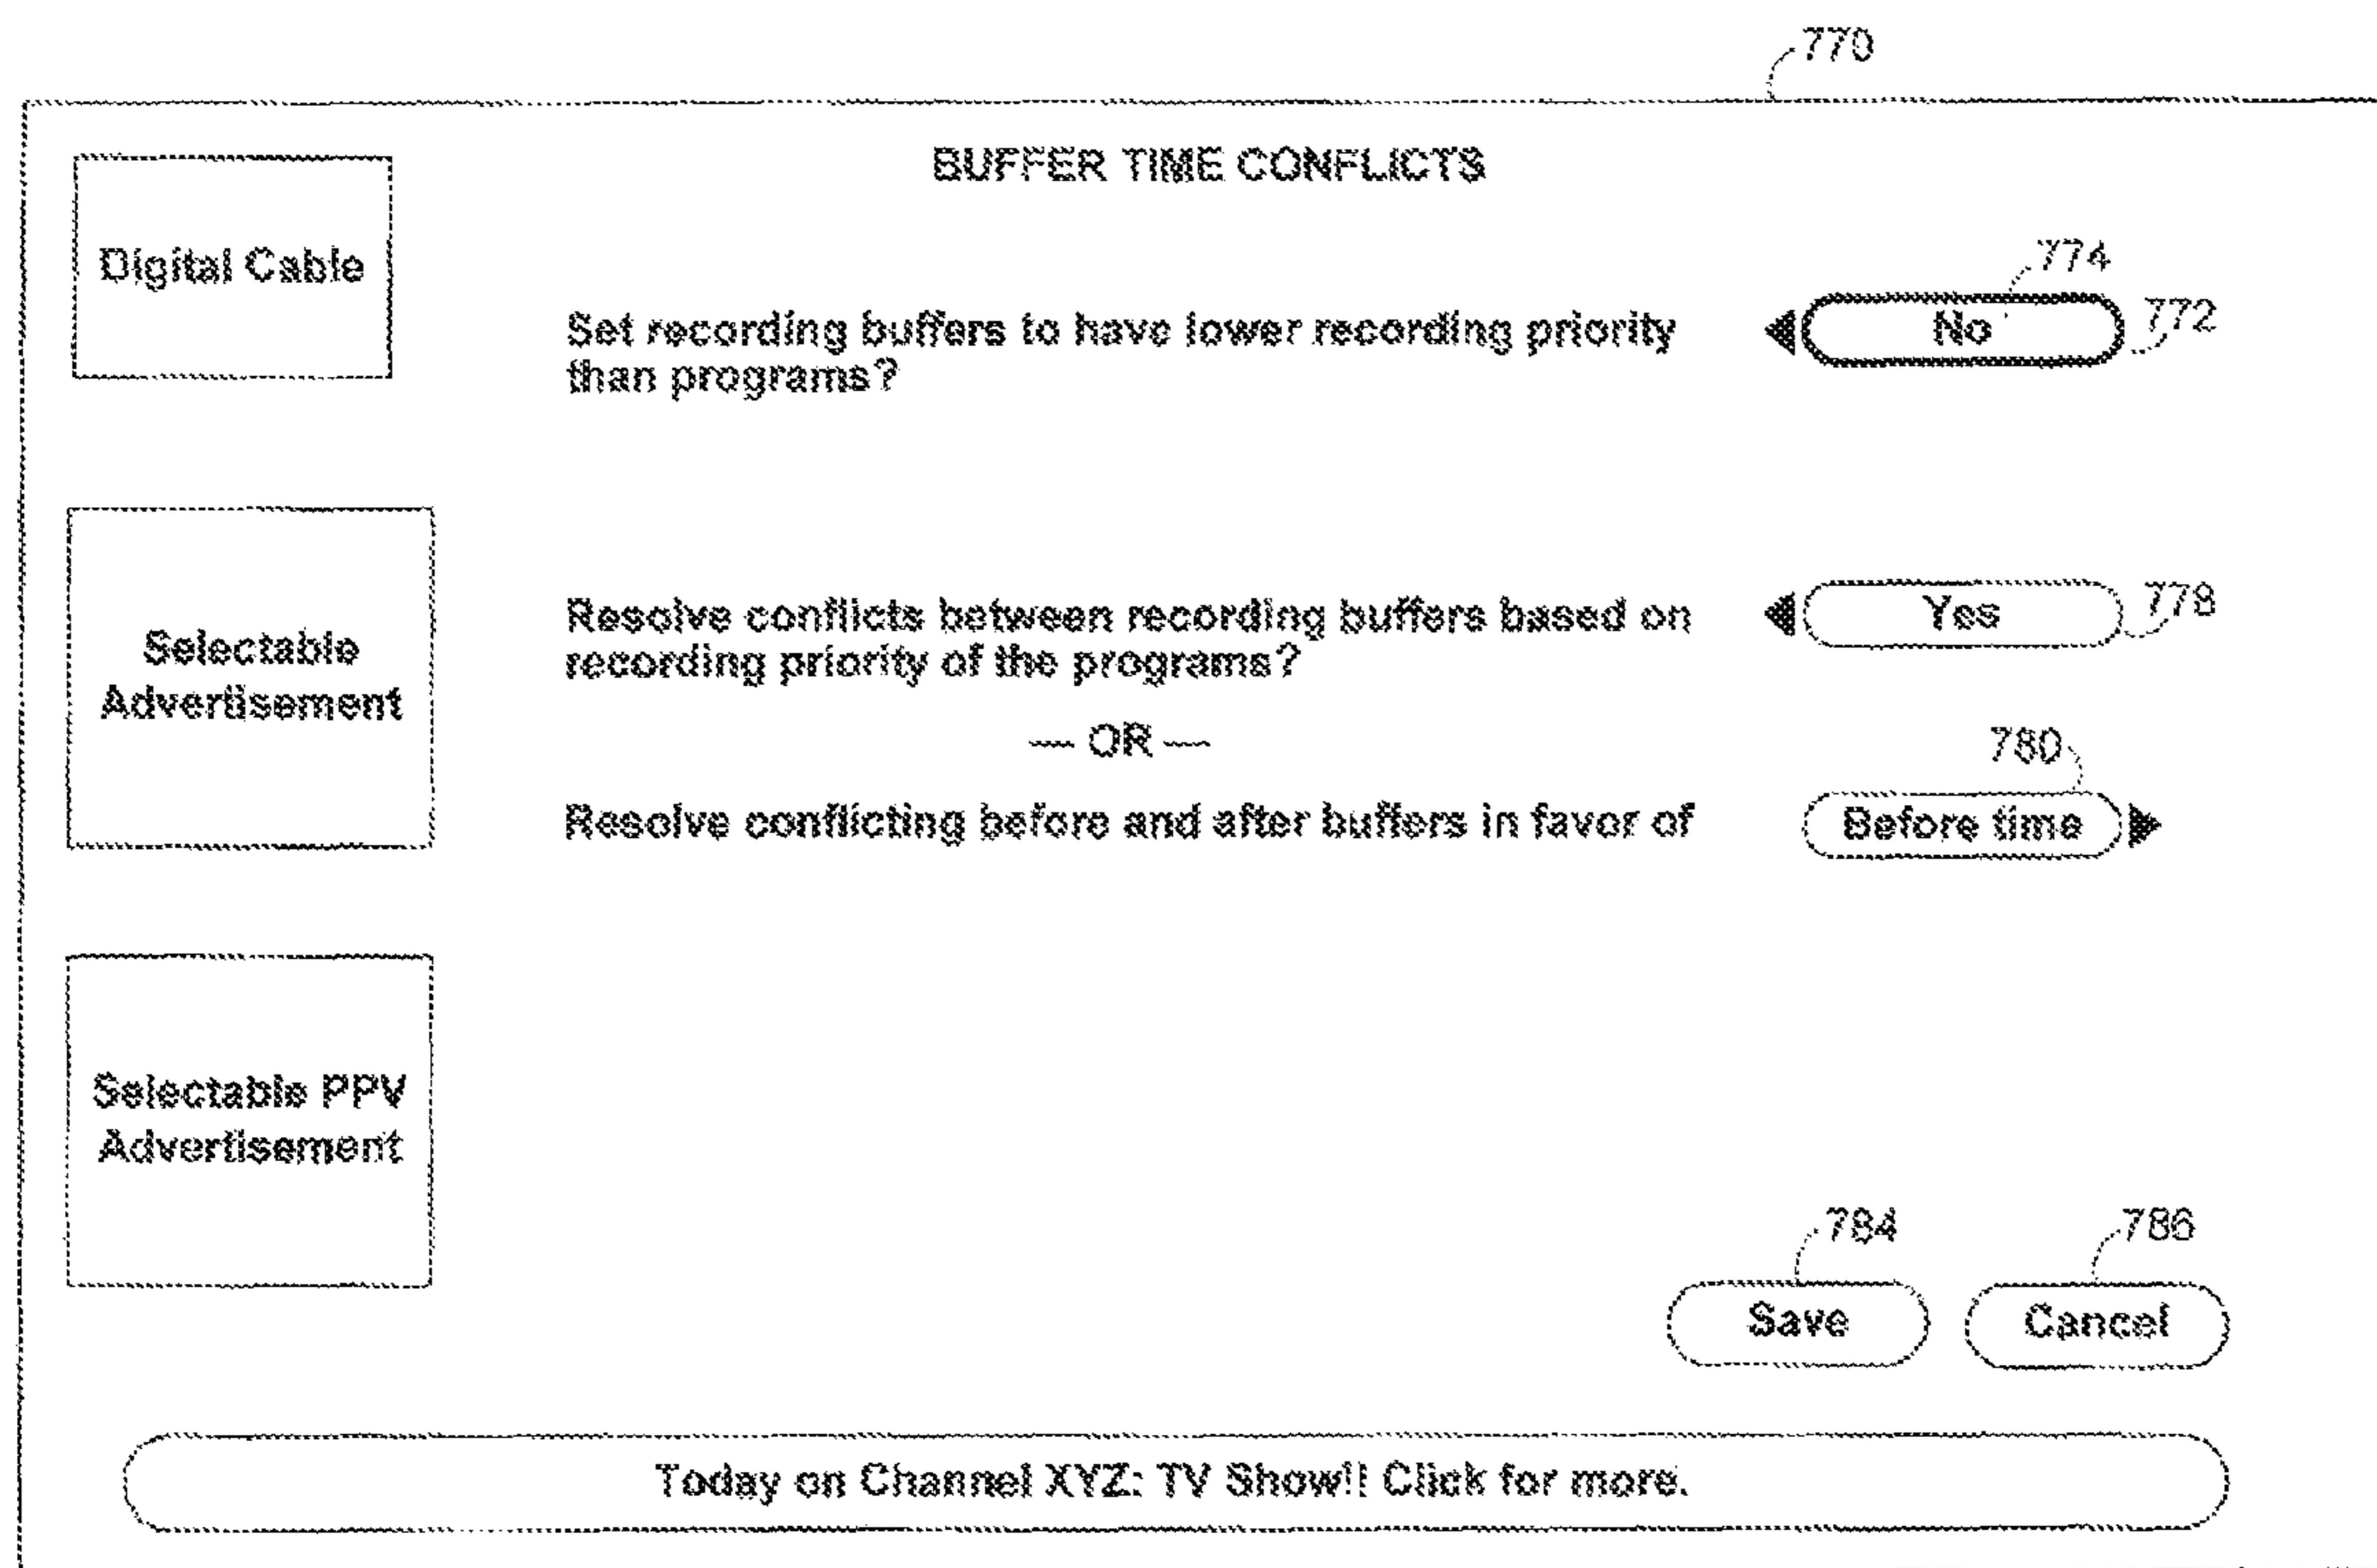 770
BUFFER TIME CONFLICTS
Digital Cable
774
Set recording buffers to have lower recording priority
than programs?
No
772
Selectable
Advertisement
Resolve conflicts between recording buffers based on
recording priority of the programs?
Yes
778
— OR —
780
Resolve conflicting before and after buffers in favor of
Before time
Selectable PPV
Advertisement
784
786
Save
Cancel
Today on Channel XYZ: TV Show!! Click for more.